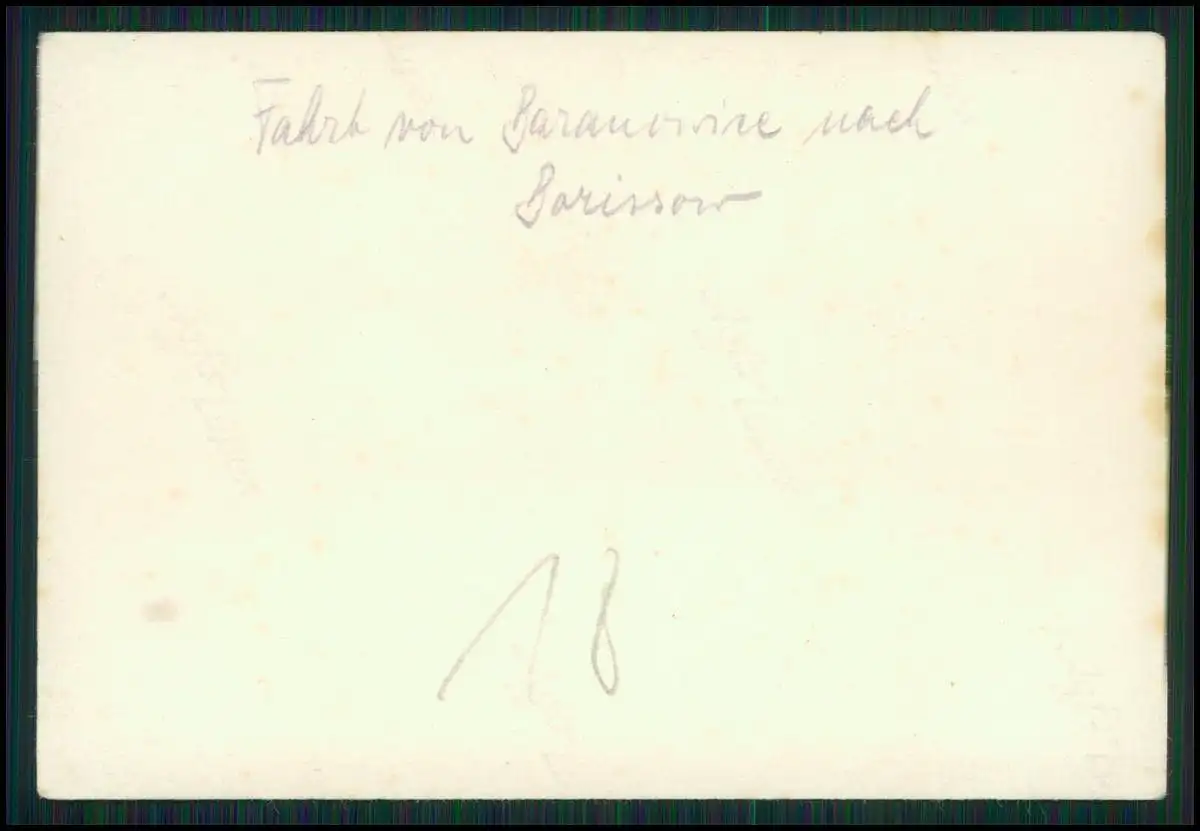 Fahrt von Baranowice nach
Borissow
18